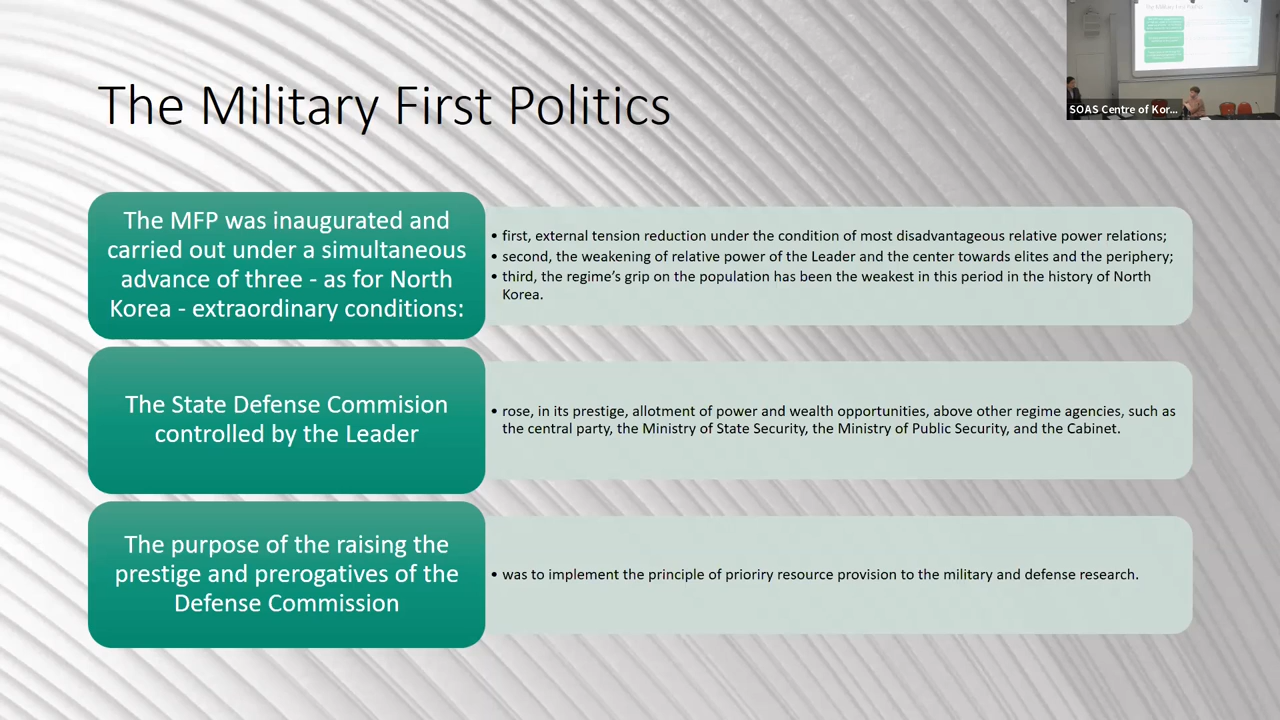 The Military First Politics
SOAS Centre of Kor...
The MFP was inaugurated and
carried out under a simultaneous
advance of three - as for North
Korea - extraordinary conditions:
• first, external tension reduction under the condition of most disadvantageous relative power relations;
• second, the weakening of relative power of the Leader and the center towards elites and the periphery;
• third, the regime’s grip on the population has been the weakest in this period in the history of North
Korea.
The State Defense Commision
controlled by the Leader
• rose, in its prestige, allotment of power and wealth opportunities, above other regime agencies, such as
the central party, the Ministry of State Security, the Ministry of Public Security, and the Cabinet.
The purpose of the raising the
prestige and prerogatives of the
Defense Commission
• was to implement the principle of prioriry resource provision to the military and defense research.